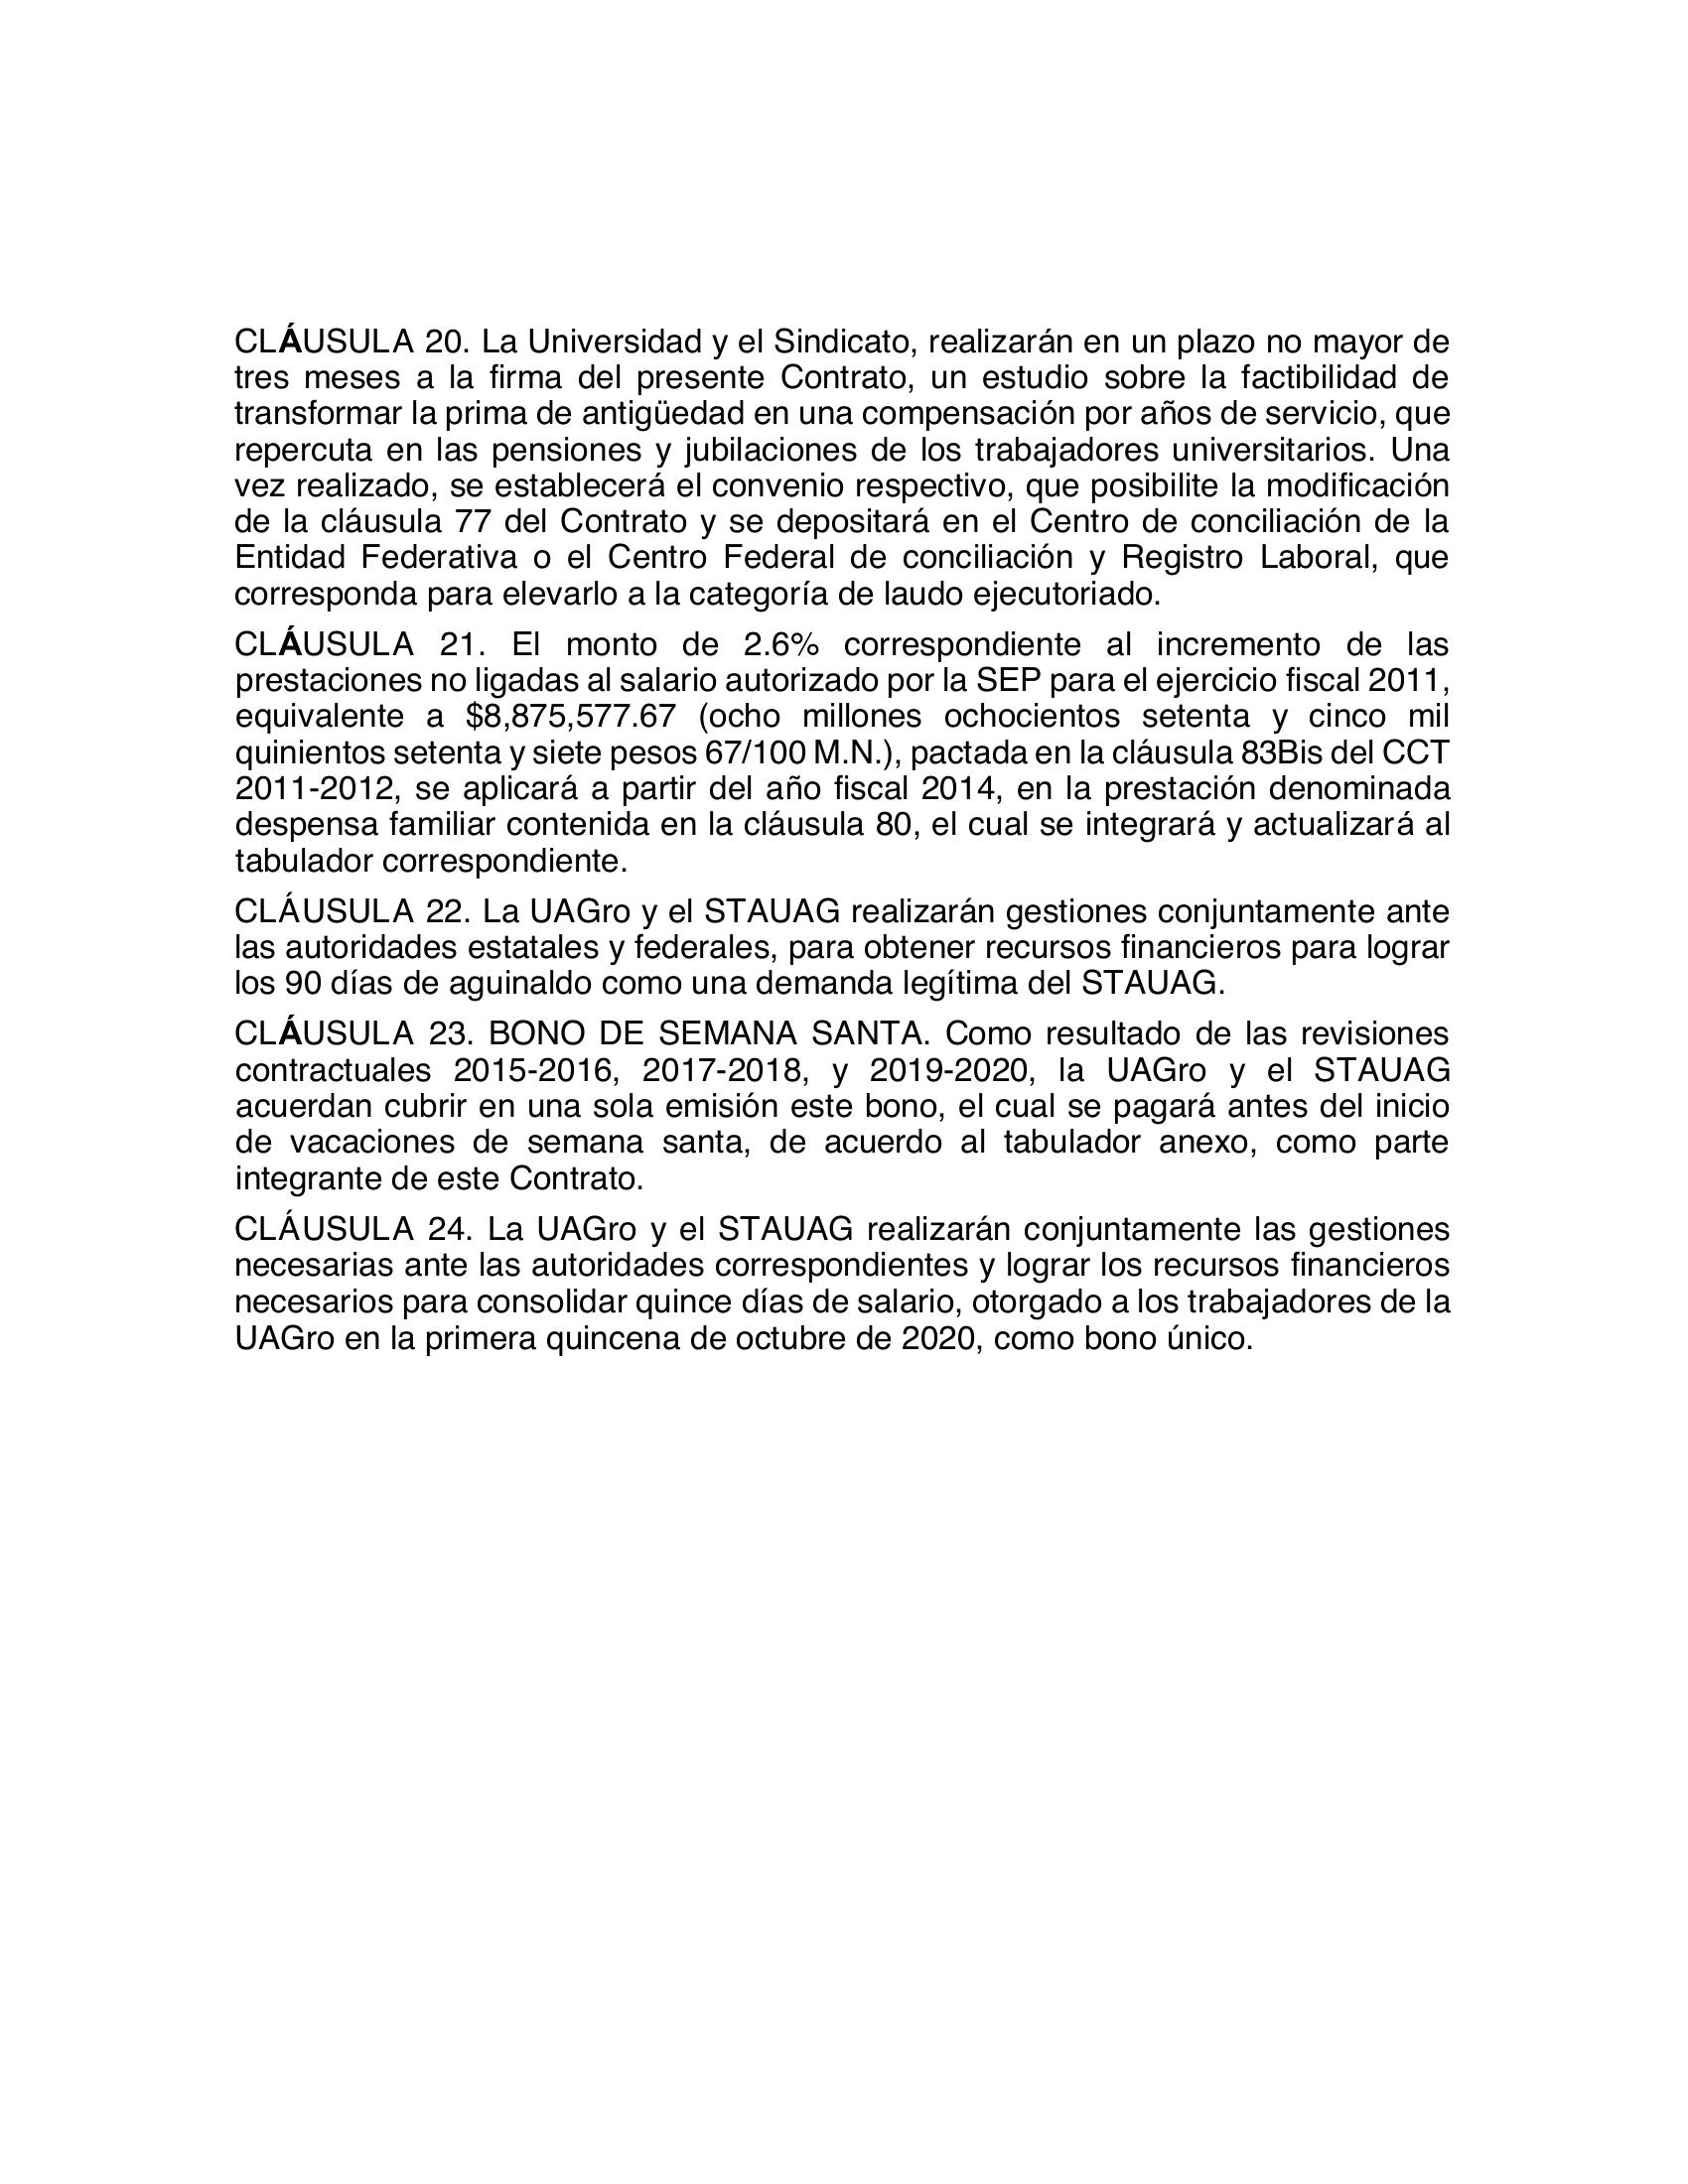 CLÁUSULA 20. La Universidad y el Sindicato, realizarán en un plazo no mayor de
tres meses a la firma del presente Contrato, un estudio sobre la factibilidad de
transformar la prima de antigüedad en una compensación por años de servicio, que
repercuta en las pensiones y jubilaciones de los trabajadores universitarios. Una
vez realizado, se establecerá el convenio respectivo, que posibilite la modificación
de la cláusula 77 del Contrato y se depositará en el Centro de conciliación de la
Entidad Federativa o el Centro Federal de conciliación y Registro Laboral, que
corresponda para elevarlo a la categoría de laudo ejecutoriado.
CLÁUSULA 21. El monto de 2.6% correspondiente al incremento de las
prestaciones no ligadas al salario autorizado por la SEP para el ejercicio fiscal 2011,
equivalente a $8,875,577.67 (ocho millones ochocientos setenta y cinco mil
quinientos setenta y siete pesos 67/100 M.N.), pactada en la cláusula 83Bis del CCT
2011-2012, se aplicará a partir del año fiscal 2014, en la prestación denominada
despensa familiar contenida en la cláusula 80, el cual se integrará y actualizará al
tabulador correspondiente.
CLÁUSULA 22. La UAGro y el STAUAG realizarán gestiones conjuntamente ante
las autoridades estatales y federales, para obtener recursos financieros para lograr
los 90 días de aguinaldo como una demanda legítima del STAUAG.
CLÁUSULA 23. BONO DE SEMANA SANTA. Como resultado de las revisiones
contractuales 2015-2016, 2017-2018, y 2019-2020, la UAGro y el STAUAG
acuerdan cubrir en una sola emisión este bono, el cual se pagará antes del inicio
de vacaciones de semana santa, de acuerdo al tabulador anexo, como parte
integrante de este Contrato.
CLÁUSULA 24. La UAGro y el STAUAG realizarán conjuntamente las gestiones
necesarias ante las autoridades correspondientes y lograr los recursos financieros
necesarios para consolidar quince días de salario, otorgado a los trabajadores de la
UAGro en la primera quincena de octubre de 2020, como bono único.